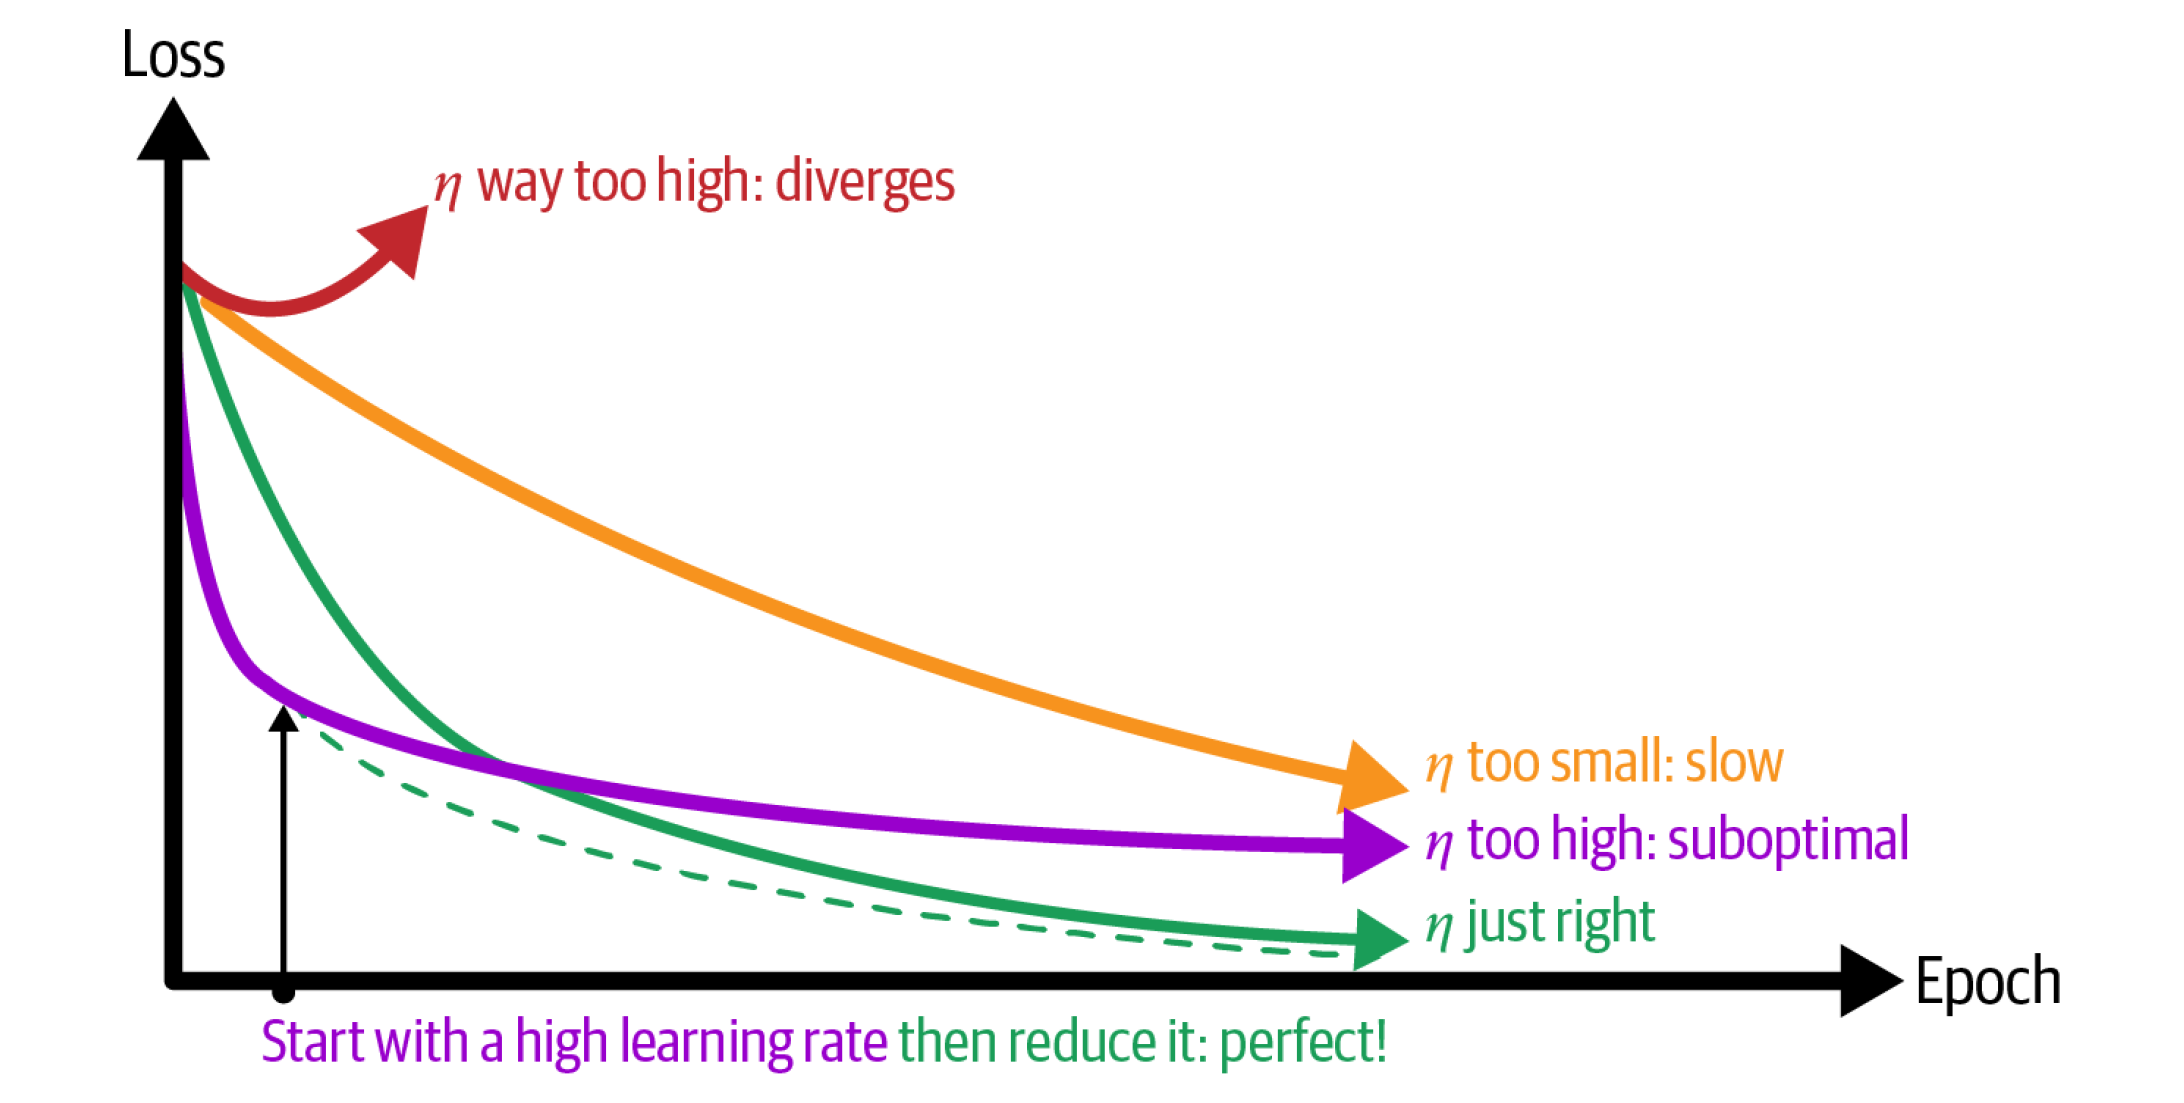 Loss
η way too high: diverges
η too small: slow
η too high: suboptimal
η just right
Epoch
Start with a high learning rate then reduce it: perfect!